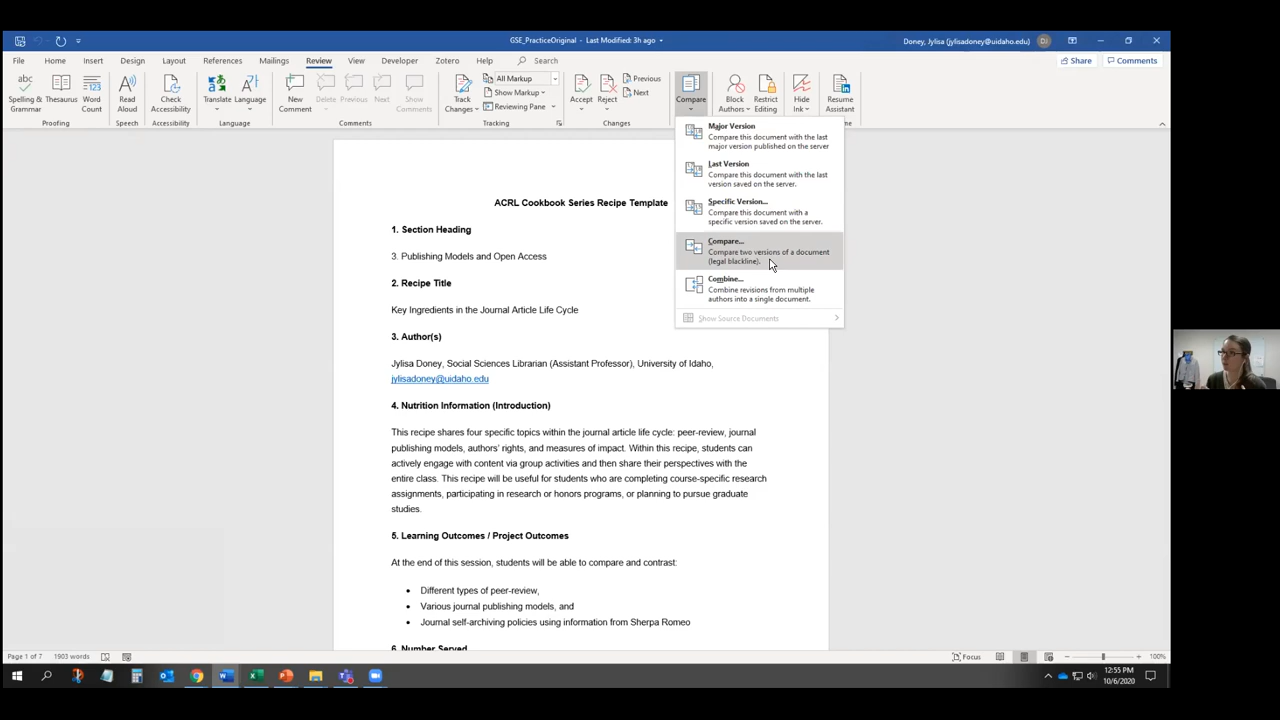 GSE_PracticeOriginal - Last Modified: 3h ago
Doney, Jylisa (jylisadoney@uidaho.edu)
DJ
File Home Insert Draw Design Layout References Mailings Review View Developer Zotero Help Search
Share Comments
Spelling & Grammar
Thesaurus
Word Count
Proofing
Read Aloud
Speech
Check Accessibility
Accessibility
Translate
Language
Language
New Comment
Delete
Previous
Next
Show Comments
Comments
Track Changes
All Markup
Show Markup
Reviewing Pane
Tracking
Accept
Reject
Previous
Next
Changes
Compare
Block Authors
Restrict Editing
Hide Ink
Resume Assistant
Major Version
Compare this document with the last
major version published on the server
Last Version
Compare this document with the last
version saved on the server.
Specific Version...
Compare this document with a
specific version saved on the server.
Compare...
Compare two versions of a document
(legal blackline).
Combine...
Combine revisions from multiple
authors into a single document.
Show Source Documents
ACRL Cookbook Series Recipe Template
1. Section Heading
3. Publishing Models and Open Access
2. Recipe Title
Key Ingredients in the Journal Article Life Cycle
3. Author(s)
Jylisa Doney, Social Sciences Librarian (Assistant Professor), University of Idaho,
jylisadoney@uidaho.edu
4. Nutrition Information (Introduction)
This recipe shares four specific topics within the journal article life cycle: peer-review, journal
publishing models, authors' rights, and measures of impact. Within this recipe, students can
actively engage with content via group activities and then share their perspectives with the
entire class. This recipe will be useful for students who are completing course-specific research
assignments, participating in research or honors programs, or planning to pursue graduate
studies.
5. Learning Outcomes / Project Outcomes
At the end of this session, students will be able to compare and contrast:
• Different types of peer-review,
• Various journal publishing models, and
• Journal self-archiving policies using information from Sherpa Romeo
6. Number Served
Page 1 of 7 1903 words
Focus
100%
12:55 PM
10/6/2020